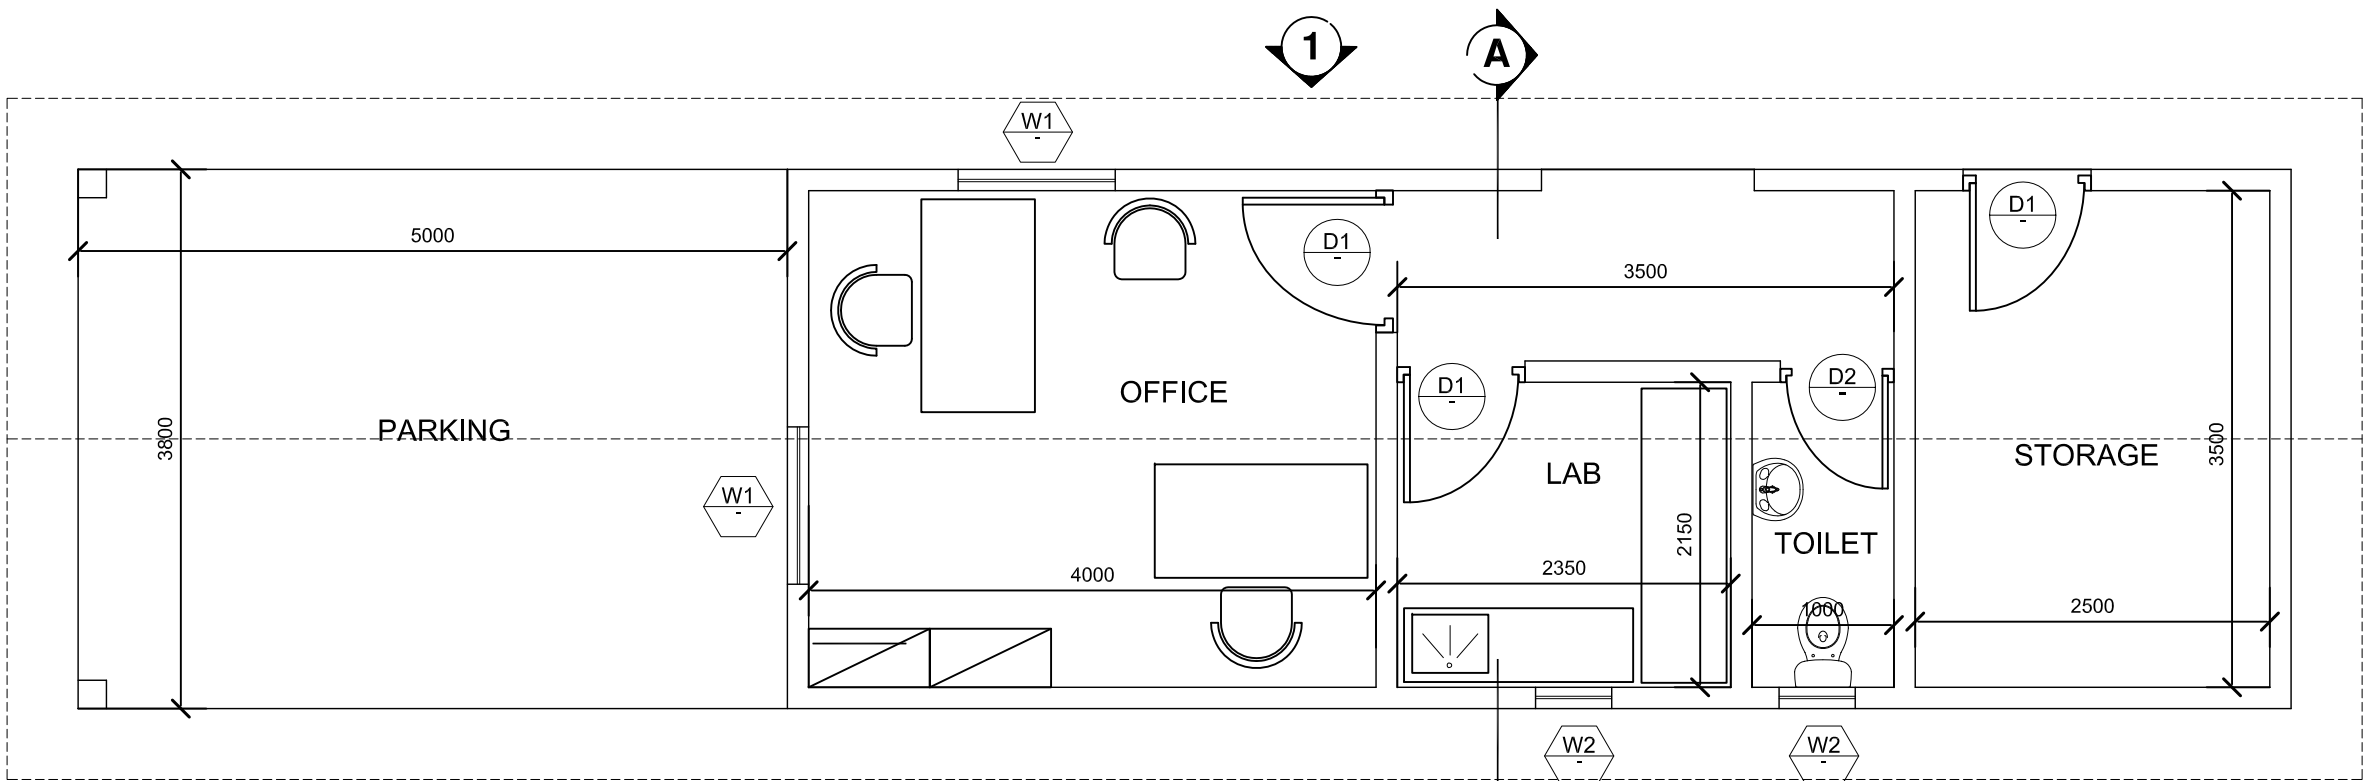 1
A
W1
-
D1
-
5000
D1
-
3500
OFFICE
D1
-
D2
-
PARKING
3800
STORAGE
3500
LAB
W1
-
2150
TOILET
4000
2350
1000
2500
W2
-
W2
-